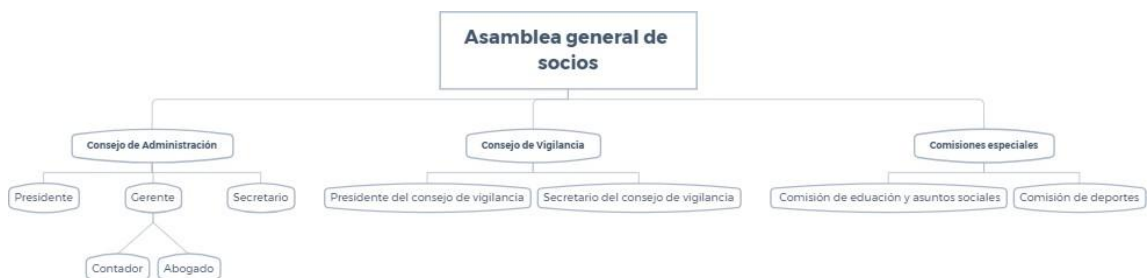 Asamblea general de
socios
Consejo de Administración
Consejo de Vigilancia
Comisiones especiales
Presidente
Gerente
Secretario
Presidente del consejo de vigilancia
Secretario del consejo de vigilancia
Comisión de eduación y asuntos sociales
Comisión de deportes
Contador
Abogado